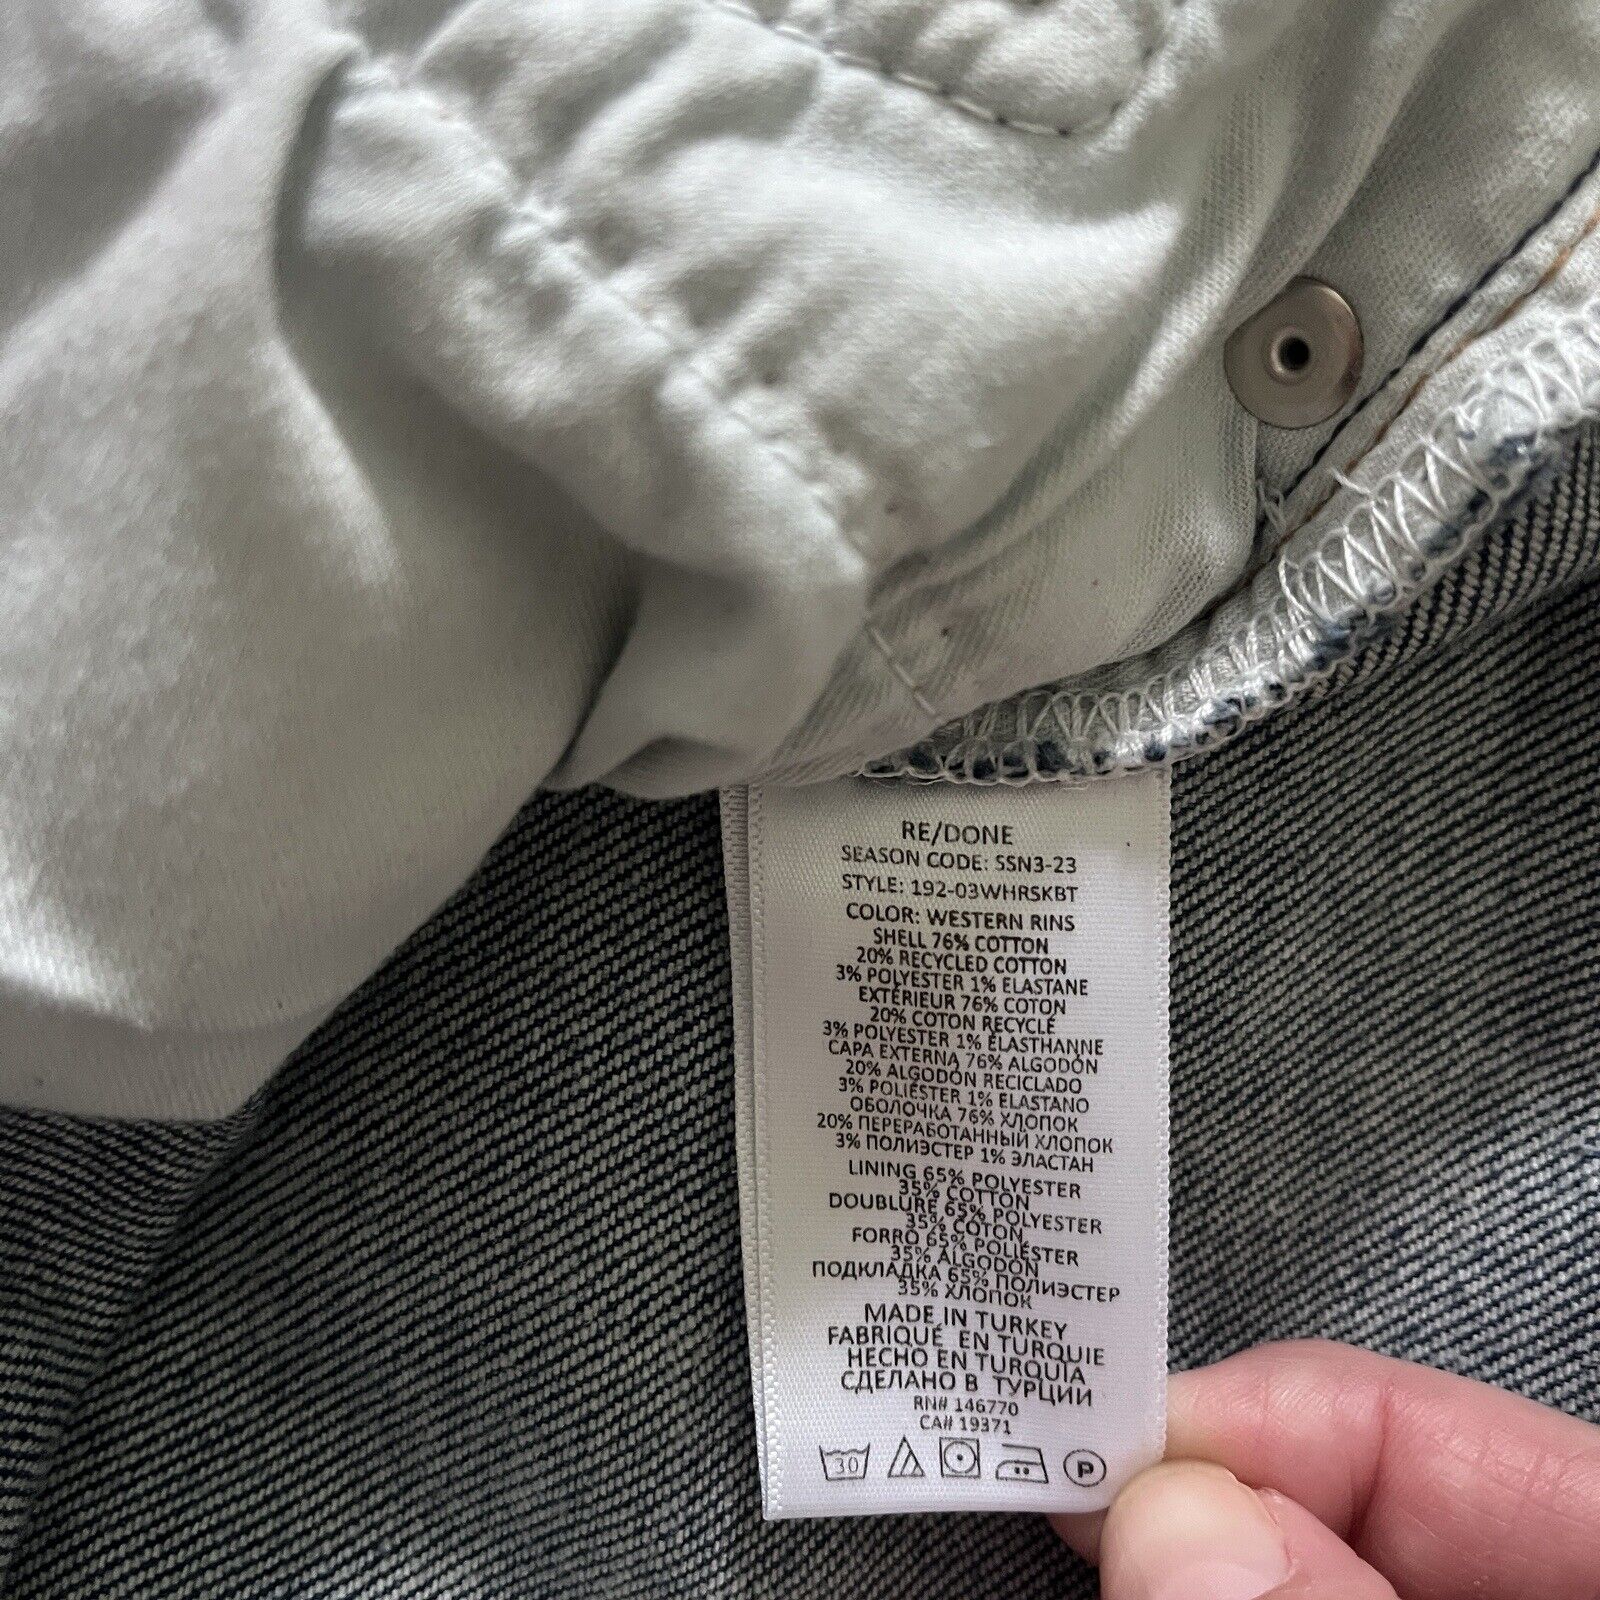 RE/DONE
SEASON CODE: SSN3-23
STYLE: 192-03WHRSKBT
COLOR: WESTERN RINS
SHELL 76% COTTON
20% RECYCLED COTTON
3% POLYESTER 1% ELASTANE
EXTÉRIEUR 76% COTON
20% COTON RECYCLÉ
3% POLYESTER 1% ÉLASTHANNE
CAPA EXTERNA 76% ALGODÓN
20% ALGODÓN RECICLADO
3% POLIÉSTER 1% ELASTANO
ОБОЛОЧКА 76% ХЛОПОК
20% ПЕРЕРАБОТАННЫЙ ХЛОПОК
3% ПОЛИЭСТЕР 1% ЭЛАСТАН
LINING 65% POLYESTER
35% COTTON
DOUBLURE 65% POLYESTER
35% COTON
FORRO 65% POLIÉSTER
35% ALGODÓN
ПОДКЛАДКА 65% ПОЛИЭСТЕР
35% ХЛОПОК
MADE IN TURKEY
FABRIQUÉ EN TURQUIE
HECHO EN TURQUÍA
СДЕЛАНО В ТУРЦИИ
RN# 146770
CA# 19371
30 P